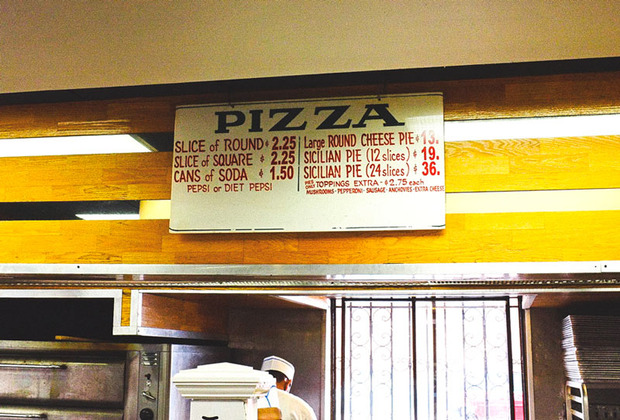 PIZZA
SLICE of ROUND $ 2.25
SLICE of SQUARE $ 2.25
CANS of SODA $ 1.50
PEPSI or DIET PEPSI
Large ROUND CHEESE PIE $
SICILIAN PIE (12 slices) $ 19.
SICILIAN PIE (24 slices) $ 36.
TOPPINGS EXTRA - $2.75 each
MUSHROOMS - PEPPERONI - SAUSAGE - ANCHOVIES - EXTRA CHEESE